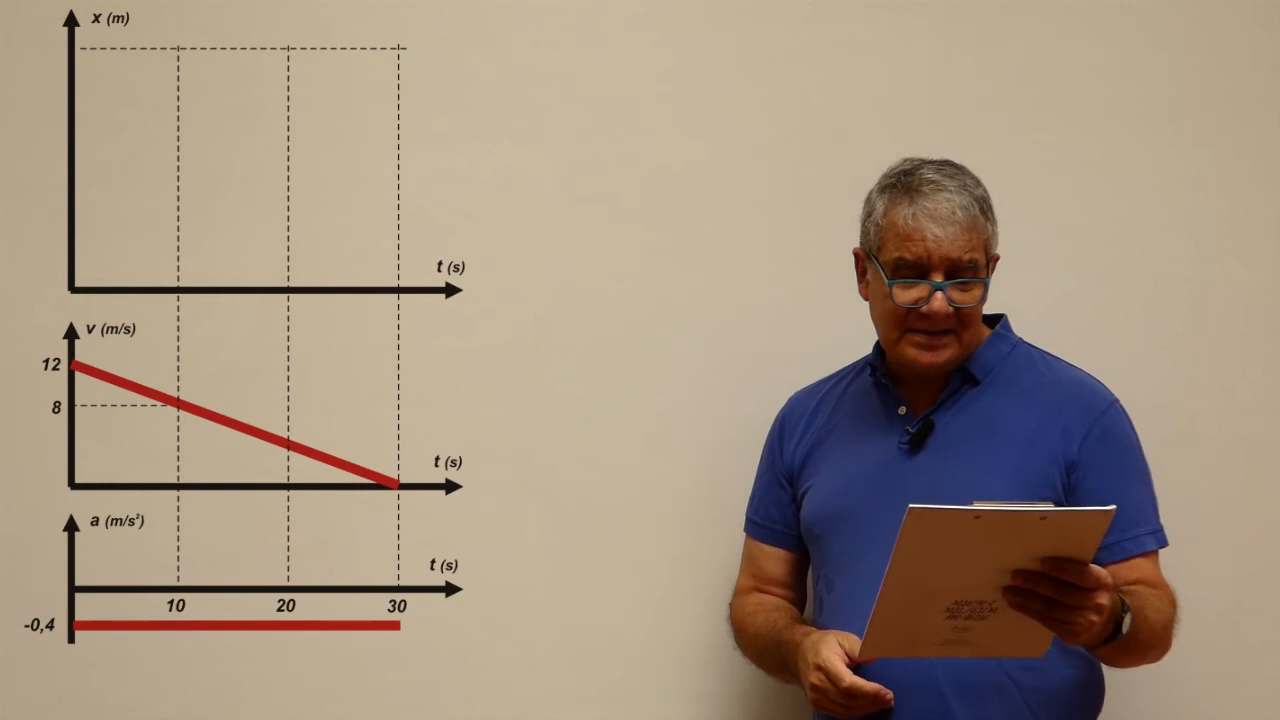 x (m)
t (s)
v (m/s)
12
8
t (s)
a (m/s²)
t (s)
10 20 30
-0,4